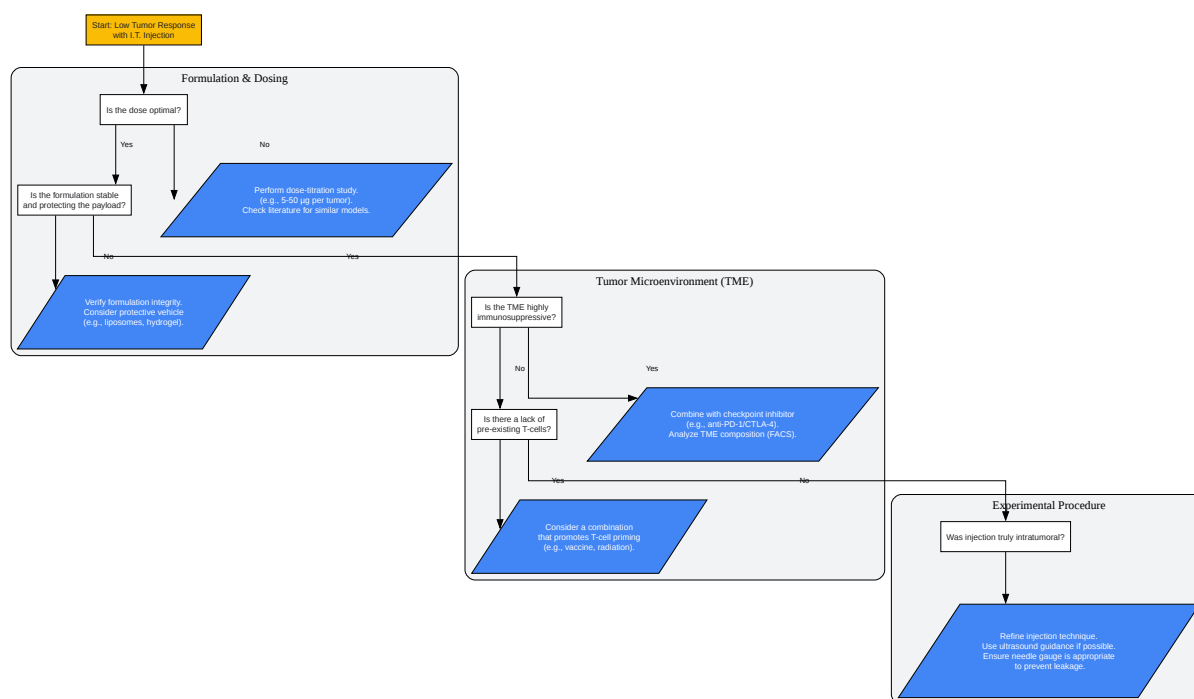 Start: Low Tumor Response
with I.T. Injection
Formulation & Dosing
Is the dose optimal?
Yes
No
Perform dose-titration study.
(e.g., 5-50 µg per tumor).
Check literature for similar models.
Is the formulation stable
and protecting the payload?
No
Yes
Verify formulation integrity.
Consider protective vehicle
(e.g., liposomes, hydrogel).
Tumor Microenvironment (TME)
Is the TME highly
immunosuppressive?
No
Yes
Combine with checkpoint inhibitor
(e.g., anti-PD-1/CTLA-4).
Analyze TME composition (FACS).
Is there a lack of
pre-existing T-cells?
Yes
No
Consider a combination
that promotes T-cell priming
(e.g., vaccine, radiation).
Experimental Procedure
Was injection truly intratumoral?
Refine injection technique.
Use ultrasound guidance if possible.
Ensure needle gauge is appropriate
to prevent leakage.